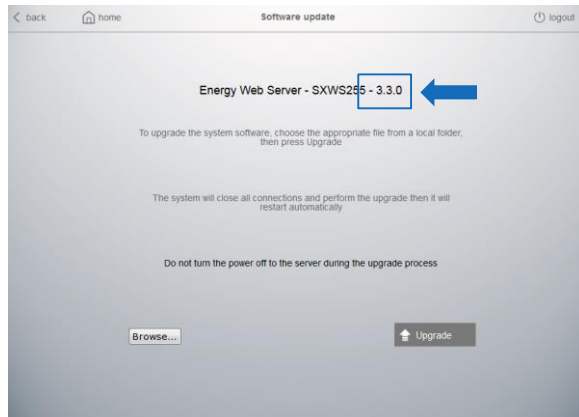 back home Software update logout
Energy Web Server - SXWS255 - 3.3.0
To upgrade the system software, choose the appropriate file from a local folder,
then press Upgrade
The system will close all connections and perform the upgrade then it will
restart automatically
Do not turn the power off to the server during the upgrade process
Browse... Upgrade